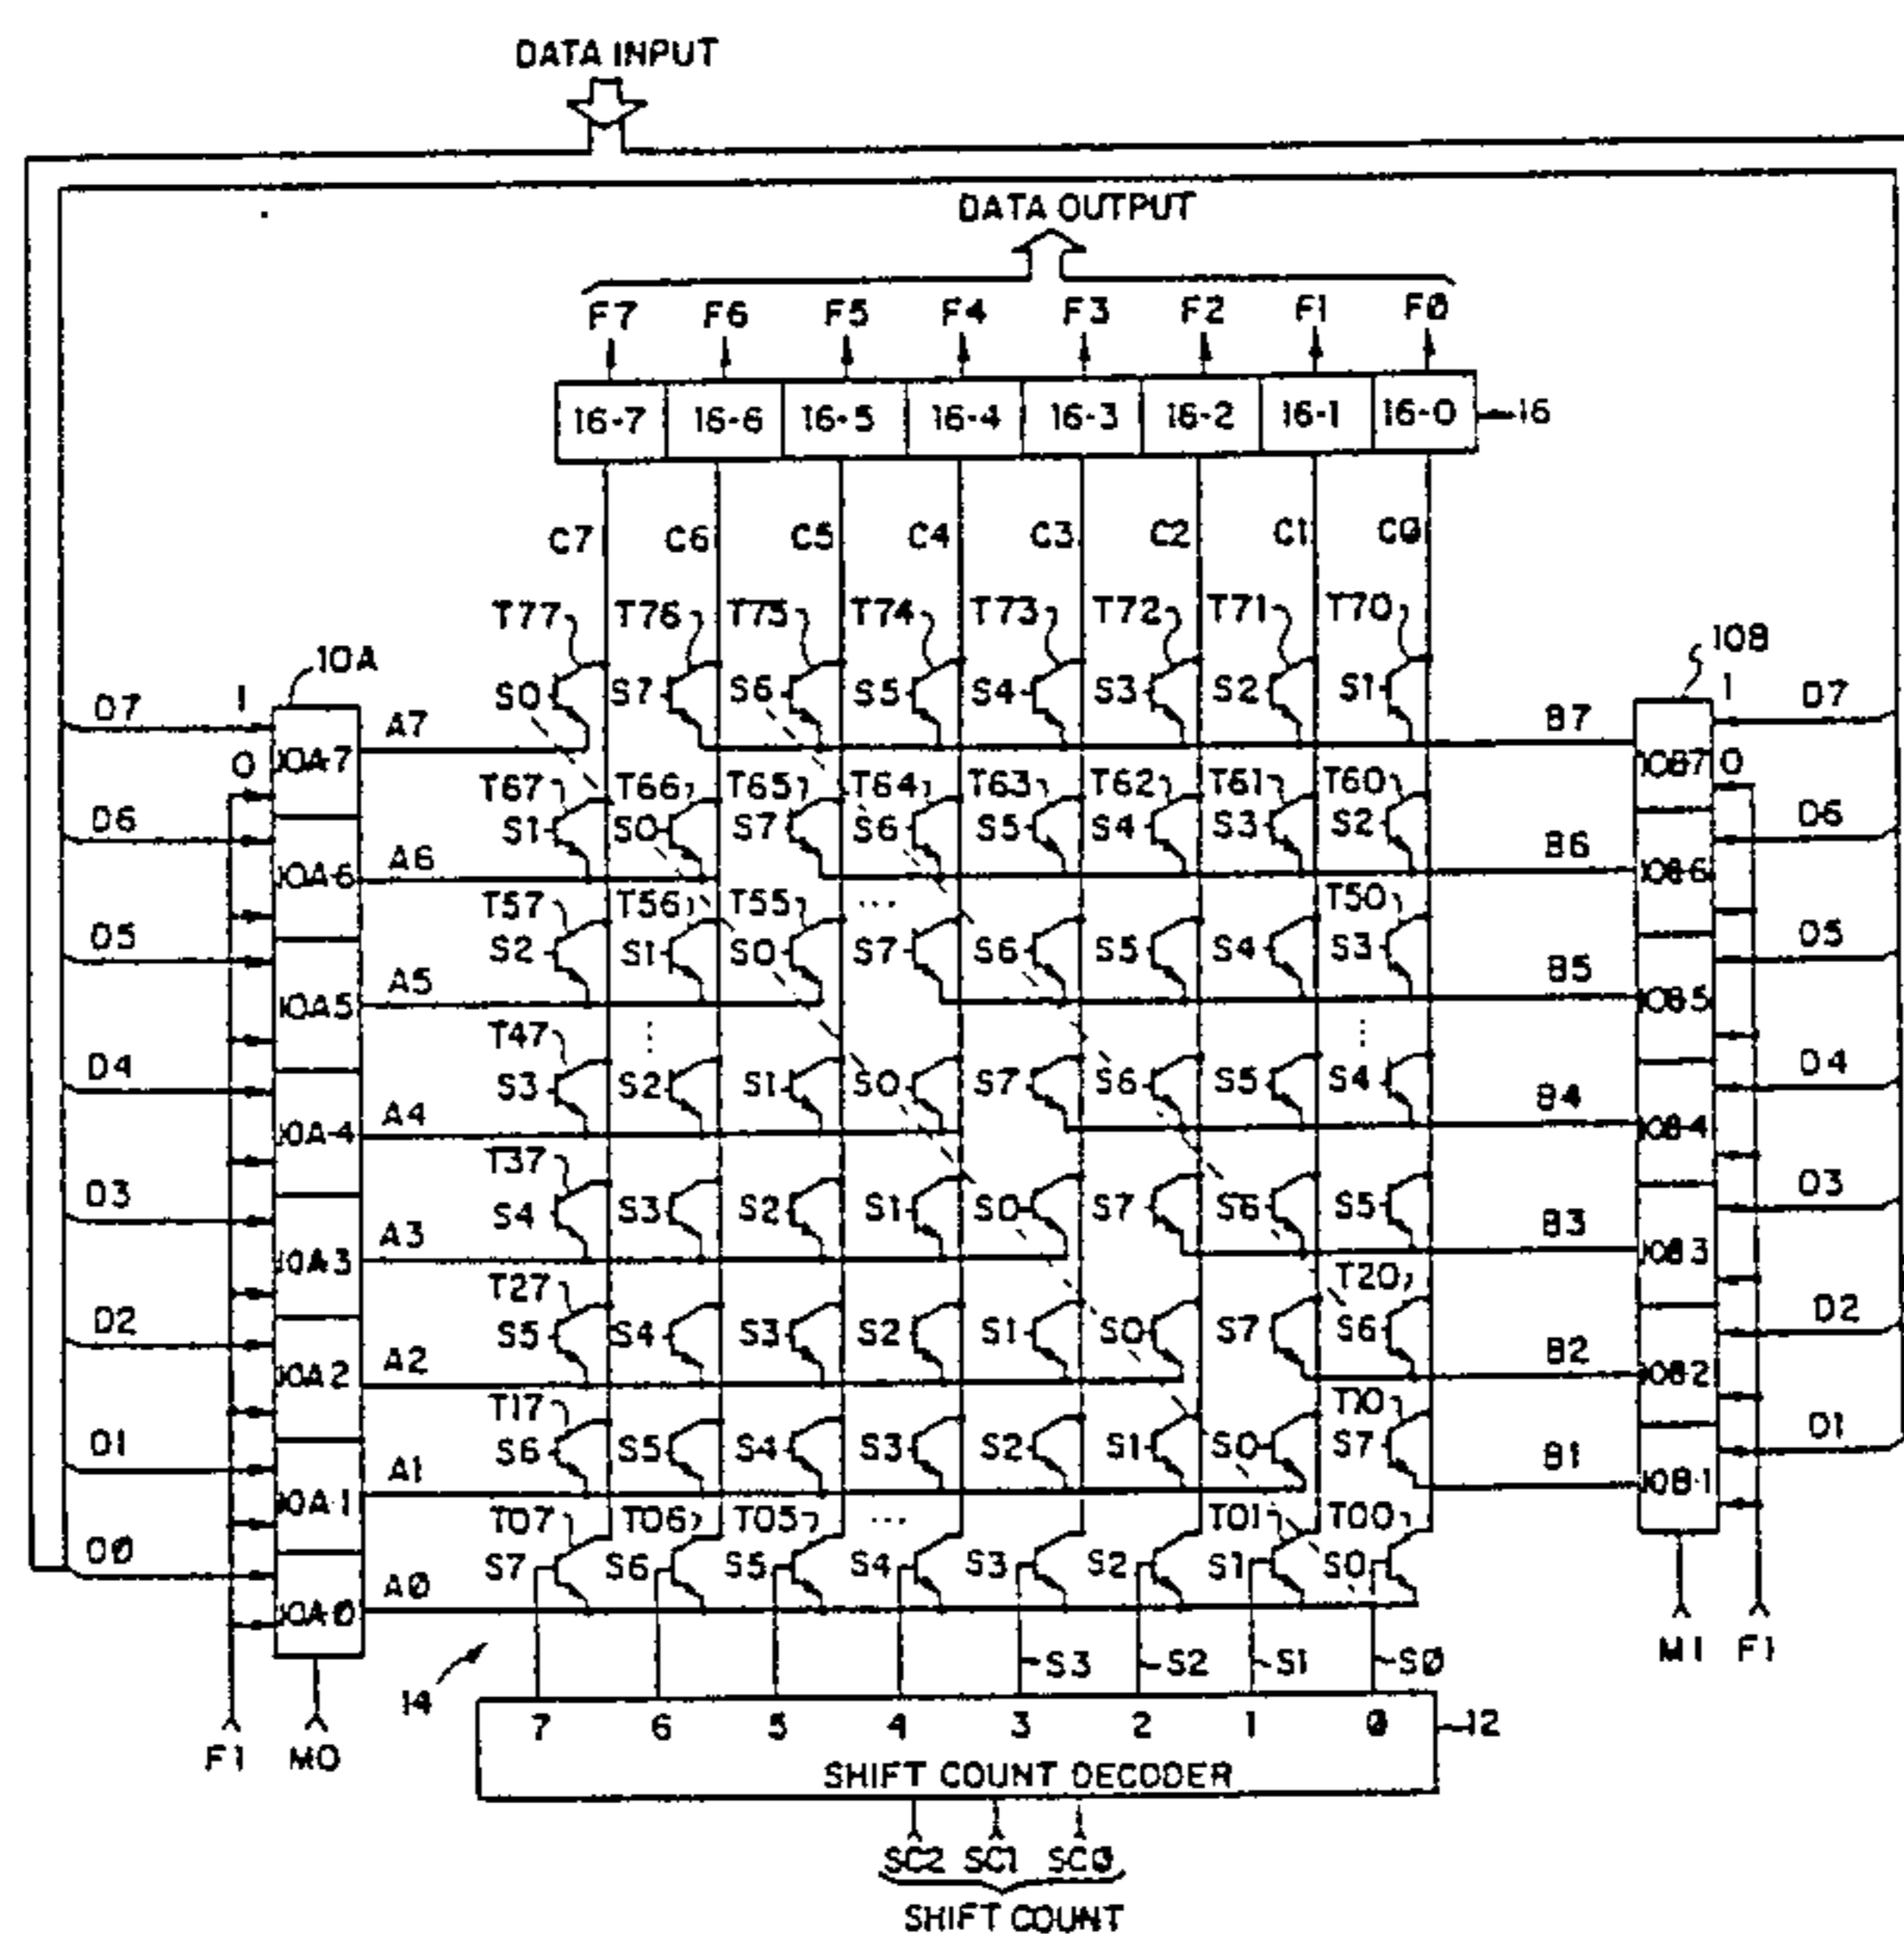 DATA INPUT
DATA OUTPUT
F7 F6 F5 F4 F3 F2 F1 F0
16-7 16-6 16-5 16-4 16-3 16-2 16-1 16-0 16
C7 C6 C5 C4 C3 C2 C1 C0
T77 T76 T75 T74 T73 T72 T71 T70
10A 10B
D7 1 S0 S7 S6 S5 S4 S3 S2 S1 1 D7
A7 B7
0 10A7 10B7 0
T67 T66 T65 T64 T63 T62 T61 T60
D6 S1 S0 S7 S6 S5 S4 S3 S2 D6
A6 B6
10A6 10B6
T57 T56 T55 ... T50
D5 S2 S1 S0 S7 S6 S5 S4 S3 D5
A5 B5
10A5 10B5
T47 ... ...
D4 S3 S2 S1 S0 S7 S6 S5 S4 D4
A4 B4
10A4 10B4
T37
D3 S4 S3 S2 S1 S0 S7 S6 S5 D3
A3 B3
10A3 10B3
T27 T20
D2 S5 S4 S3 S2 S1 S0 S7 S6 D2
A2 B2
10A2 10B2
T17 T10
D1 S6 S5 S4 S3 S2 S1 S0 S7 D1
A1 B1
10A1 10B1
T07 T06 T05 ... T01 T00
D0 S7 S6 S5 S4 S3 S2 S1 S0
A0
10A0
S3 S2 S1 S0
14
F1 M0 M1 F1
7 6 5 4 3 2 1 0 12
SHIFT COUNT DECODER
SC2 SC1 SC0
SHIFT COUNT